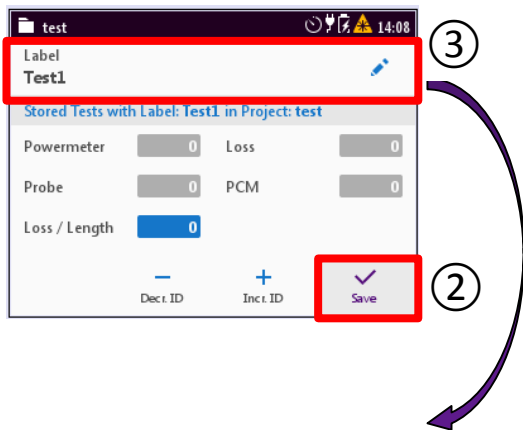 test 14:08
Label
Test1
Stored Tests with Label: Test1 in Project: test
Powermeter 0 Loss 0
Probe 0 PCM 0
Loss / Length 0
Decr. ID Incr. ID Save
③
②